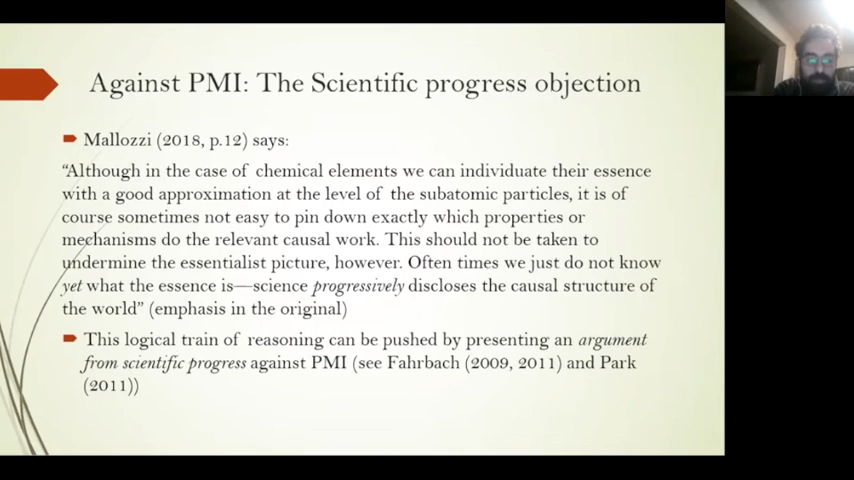 Against PMI: The Scientific progress objection
Mallozzi (2018, p.12) says:
“Although in the case of chemical elements we can individuate their essence
with a good approximation at the level of the subatomic particles, it is of
course sometimes not easy to pin down exactly which properties or
mechanisms do the relevant causal work. This should not be taken to
undermine the essentialist picture, however. Often times we just do not know
yet what the essence is—science progressively discloses the causal structure of
the world” (emphasis in the original)
This logical train of reasoning can be pushed by presenting an argument
from scientific progress against PMI (see Fahrbach (2009, 2011) and Park
(2011))